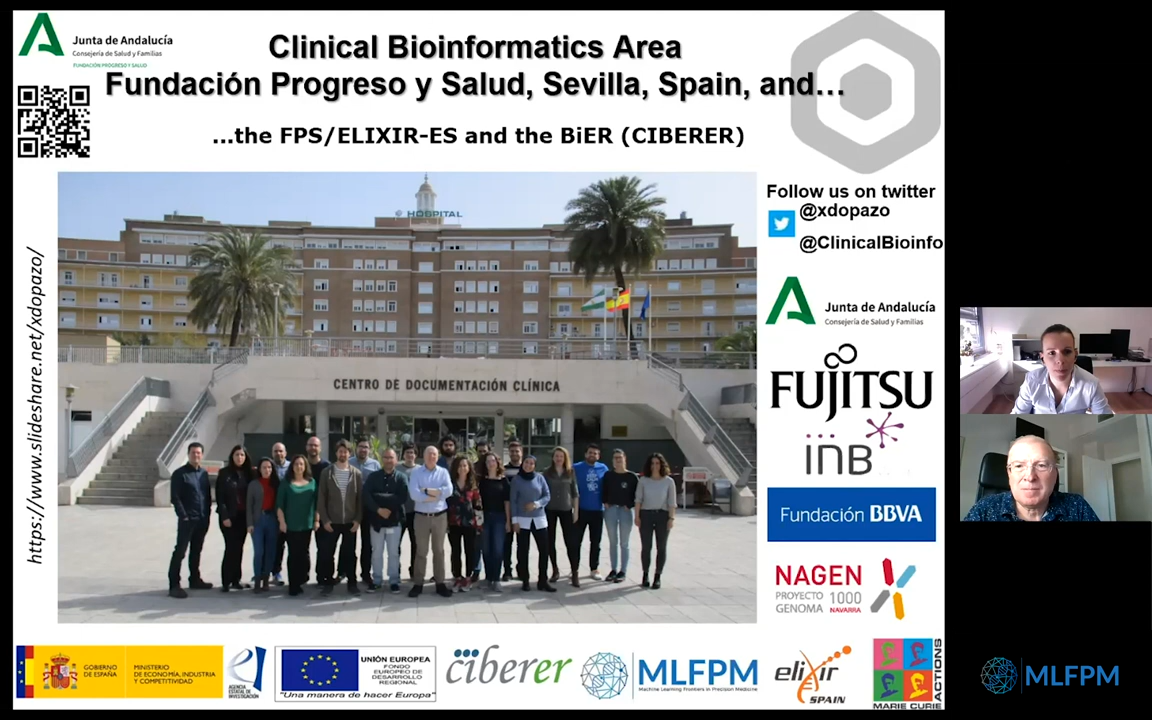 Junta de Andalucía
Consejería de Salud y Familias
FUNDACIÓN PROGRESO Y SALUD
Clinical Bioinformatics Area
Fundación Progreso y Salud, Sevilla, Spain, and…
...the FPS/ELIXIR-ES and the BiER (CIBERER)
https://www.slideshare.net/xdopazo/
HOSPITAL
CENTRO DE DOCUMENTACIÓN CLÍNICA
Follow us on twitter
@xdopazo
@ClinicalBioinfo
Junta de Andalucía
Consejería de Salud y Familias
FUJITSU
inB
Fundación BBVA
NAGEN
PROYECTO 1000
GENOMA NAVARRA
GOBIERNO
DE ESPAÑA
MINISTERIO
DE ECONOMÍA, INDUSTRIA
Y COMPETITIVIDAD
AGENCIA
ESTATAL DE
INVESTIGACIÓN
UNIÓN EUROPEA
FONDO
EUROPEO DE
DESARROLLO
REGIONAL
"Una manera de hacer Europa"
ciberer
MLFPM
Machine Learning Frontiers in Precision Medicine
elixir
SPAIN
MARIE CURIE
ACTIONS
MLFPM